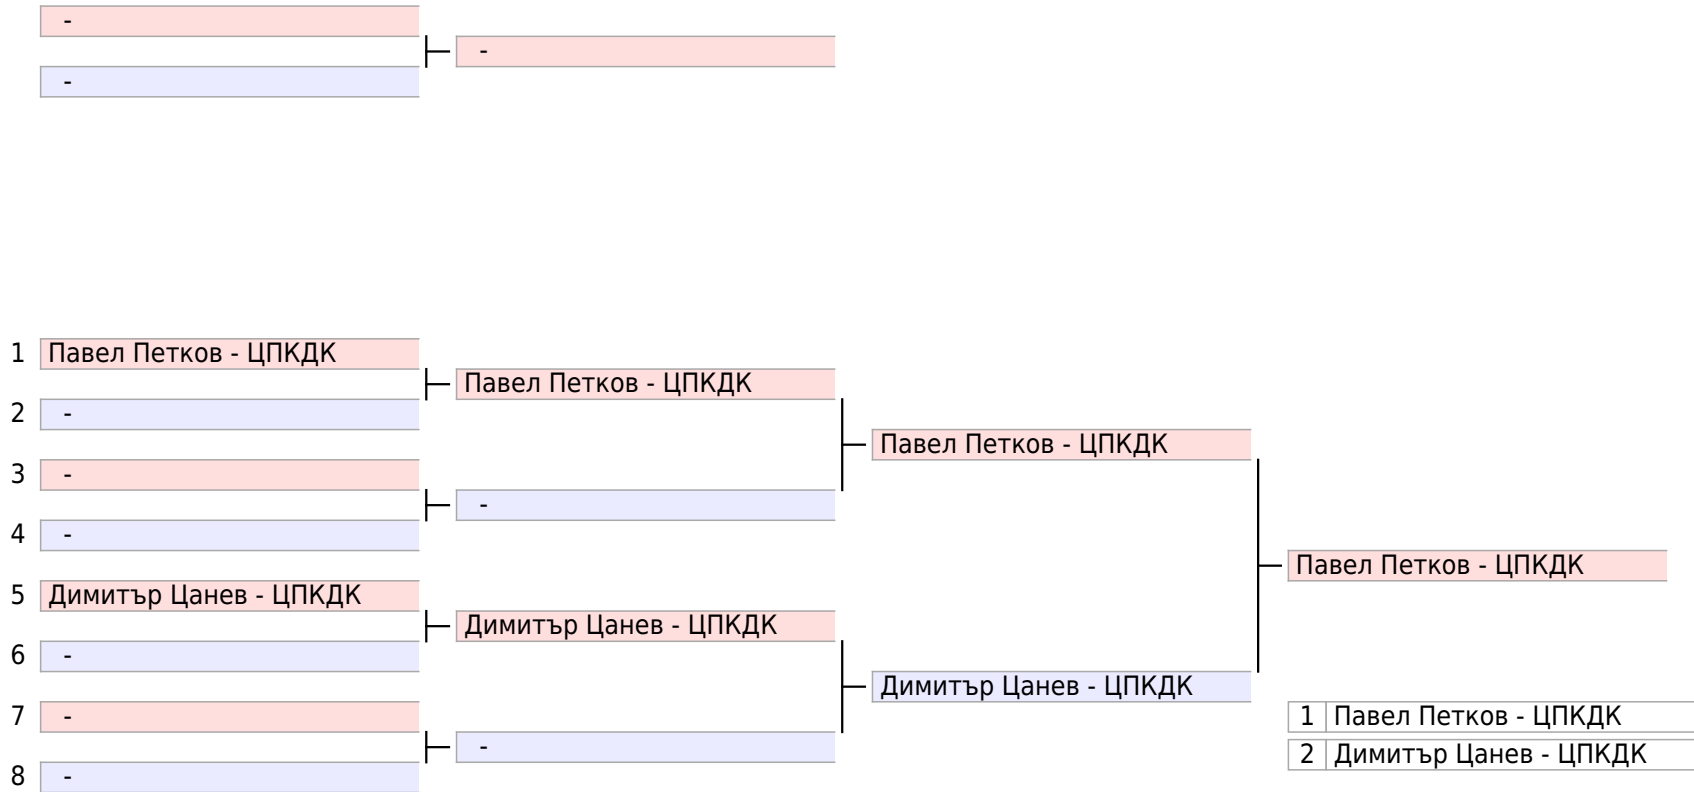 -
-
-
1 Павел Петков - ЦПКДК
Павел Петков - ЦПКДК
2 -
Павел Петков - ЦПКДК
3 -
-
4 -
Павел Петков - ЦПКДК
5 Димитър Цанев - ЦПКДК
Димитър Цанев - ЦПКДК
6 -
Димитър Цанев - ЦПКДК
7 -
1 Павел Петков - ЦПКДК
-
2 Димитър Цанев - ЦПКДК
8 -